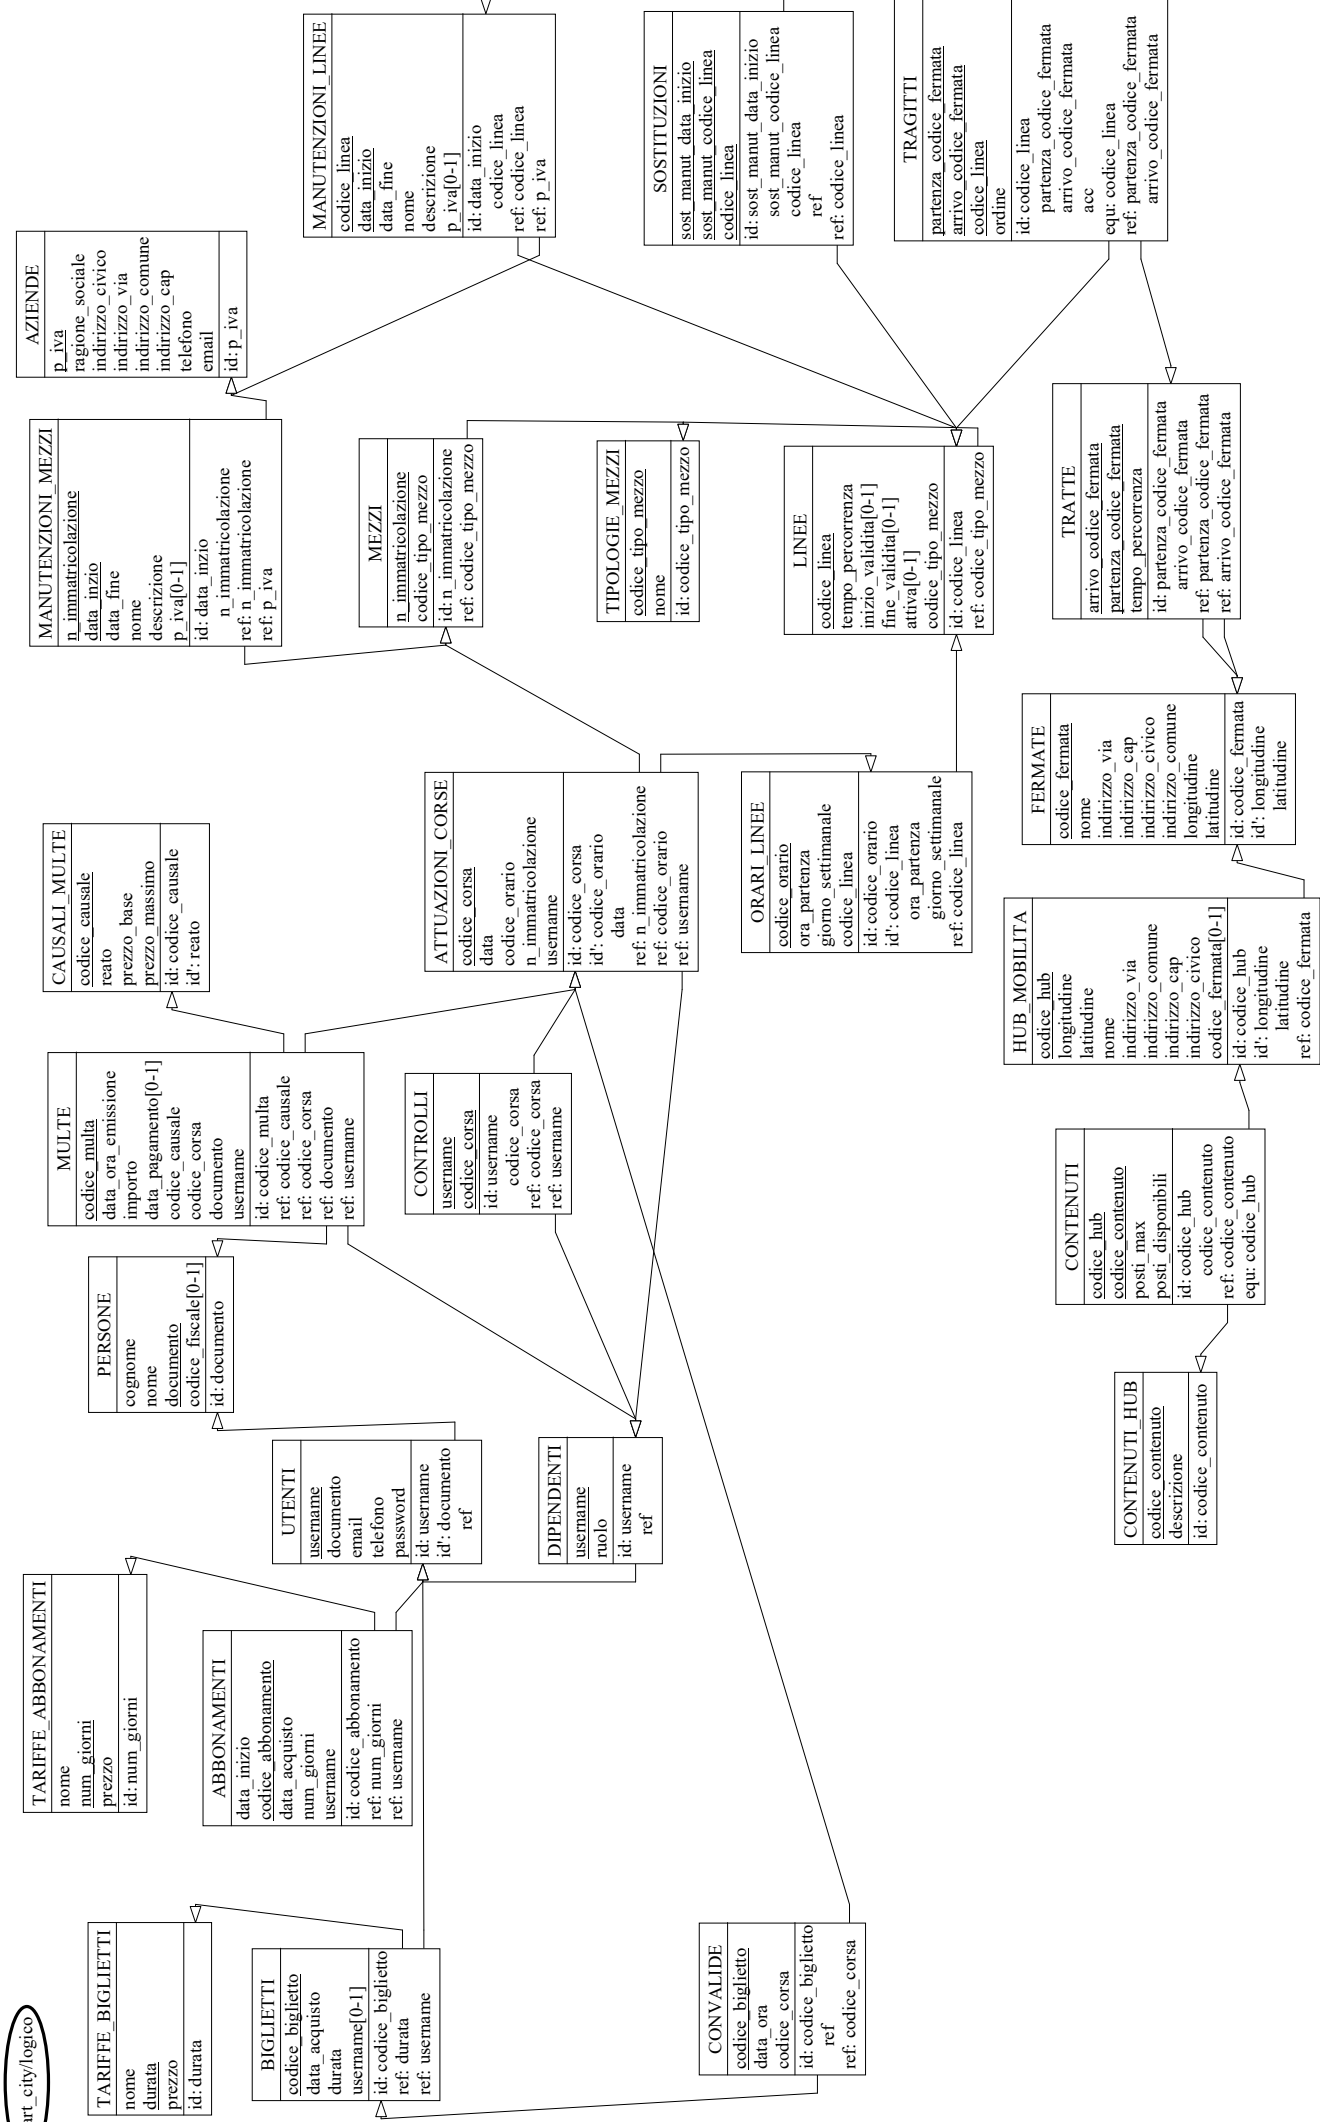 art_city/logico
TARIFFE_BIGLIETTI
nome
durata
prezzo
id: durata
BIGLIETTI
codice_biglietto
data_acquisto
durata
username[0-1]
id: codice_biglietto
ref: durata
ref: username
CONVALIDE
codice_biglietto
data_ora
codice_corsa
id: codice_biglietto
ref
ref: codice_corsa
TARIFFE_ABBONAMENTI
nome
num_giorni
prezzo
id: num_giorni
ABBONAMENTI
data_inizio
codice_abbonamento
data_acquisto
num_giorni
username
id: codice_abbonamento
ref: num_giorni
ref: username
UTENTI
username
documento
email
telefono
password
id: username
id': documento
ref
DIPENDENTI
username
ruolo
id: username
ref
CONTENUTI_HUB
codice_contenuto
descrizione
id: codice_contenuto
PERSONE
cognome
nome
documento
codice_fiscale[0-1]
id: documento
MULTE
codice_multa
data_ora_emissione
importo
data_pagamento[0-1]
codice_causale
codice_corsa
documento
username
id: codice_multa
ref: codice_causale
ref: codice_corsa
ref: documento
ref: username
CONTROLLI
username
codice_corsa
id: username
codice_corsa
ref: codice_corsa
ref: username
CONTENUTI
codice_hub
codice_contenuto
posti_max
posti_disponibili
id: codice_hub
codice_contenuto
ref: codice_contenuto
equ: codice_hub
CAUSALI_MULTE
codice_causale
reato
prezzo_base
prezzo_massimo
id: codice_causale
id': reato
ATTUAZIONI_CORSE
codice_corsa
data
codice_orario
n_immatricolazione
username
id: codice_corsa
id': codice_orario
data
ref: n_immatricolazione
ref: codice_orario
ref: username
ORARI_LINEE
codice_orario
ora_partenza
giorno_settimanale
codice_linea
id: codice_orario
id': codice_linea
ora_partenza
giorno_settimanale
ref: codice_linea
HUB_MOBILITA
codice_hub
longitudine
latitudine
nome
indirizzo_via
indirizzo_comune
indirizzo_cap
indirizzo_civico
codice_fermata[0-1]
id: codice_hub
id': longitudine
latitudine
ref: codice_fermata
FERMATE
codice_fermata
nome
indirizzo_via
indirizzo_cap
indirizzo_civico
indirizzo_comune
longitudine
latitudine
id: codice_fermata
id': longitudine
latitudine
MANUTENZIONI_MEZZI
n_immatricolazione
data_inzio
data_fine
nome
descrizione
p_iva[0-1]
id: data_inzio
n_immatricolazione
ref: n_immatricolazione
ref: p_iva
MEZZI
n_immatricolazione
codice_tipo_mezzo
id: n_immatricolazione
ref: codice_tipo_mezzo
TIPOLOGIE_MEZZI
codice_tipo_mezzo
nome
id: codice_tipo_mezzo
LINEE
codice_linea
tempo_percorrenza
inizio_validita[0-1]
fine_validita[0-1]
attiva[0-1]
codice_tipo_mezzo
id: codice_linea
ref: codice_tipo_mezzo
TRATTE
arrivo_codice_fermata
partenza_codice_fermata
tempo_percorrenza
id: partenza_codice_fermata
arrivo_codice_fermata
ref: partenza_codice_fermata
ref: arrivo_codice_fermata
AZIENDE
p_iva
ragione_sociale
indirizzo_civico
indirizzo_via
indirizzo_comune
indirizzo_cap
telefono
email
id: p_iva
MANUTENZIONI_LINEE
codice_linea
data_inizio
data_fine
nome
descrizione
p_iva[0-1]
id: data_inizio
codice_linea
ref: codice_linea
ref: p_iva
SOSTITUZIONI
sost_manut_data_inizio
sost_manut_codice_linea
codice_linea
id: sost_manut_data_inizio
sost_manut_codice_linea
codice_linea
ref
ref: codice_linea
TRAGITTI
partenza_codice_fermata
arrivo_codice_fermata
codice_linea
ordine
id: codice_linea
partenza_codice_fermata
arrivo_codice_fermata
acc
equ: codice_linea
ref: partenza_codice_fermata
arrivo_codice_fermata